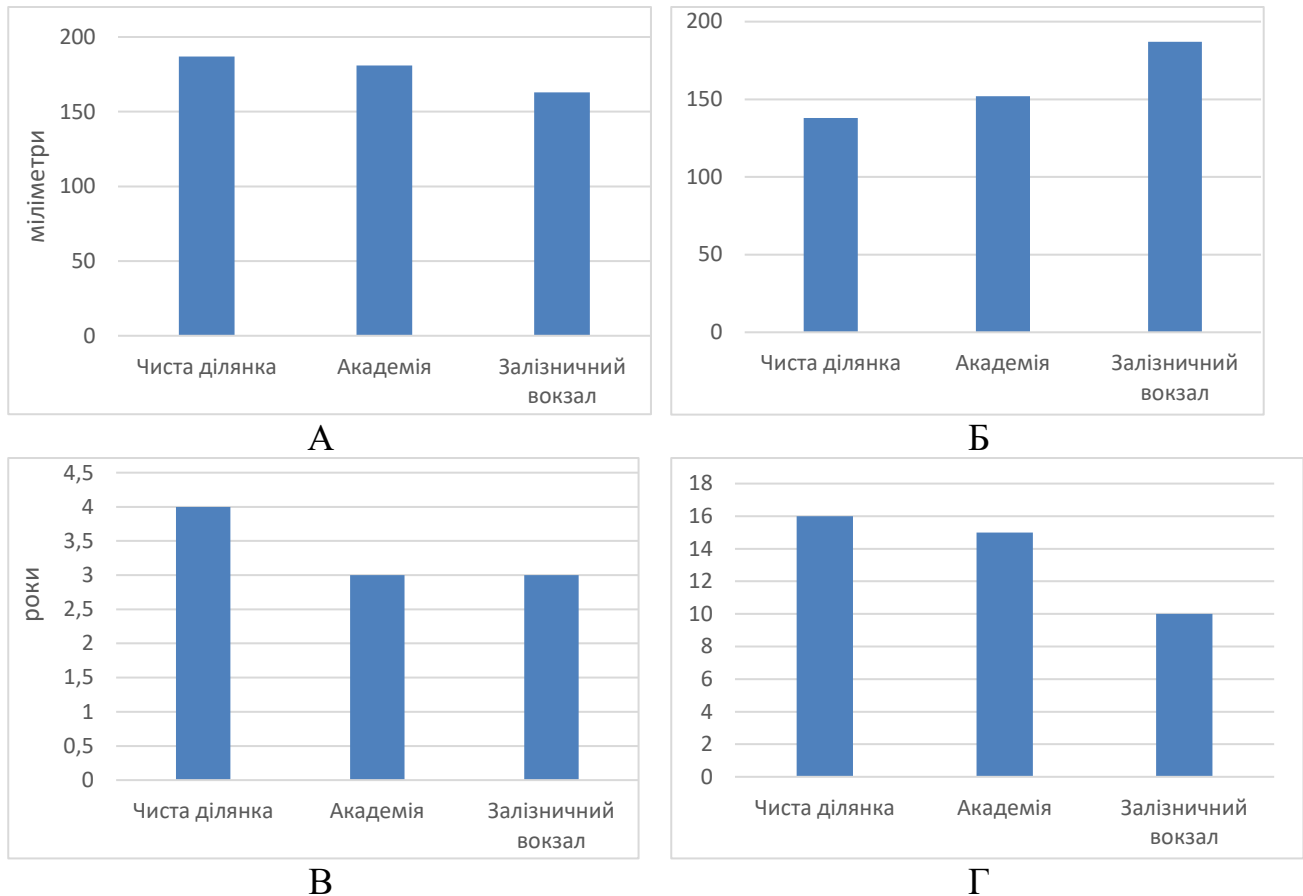 200
150
100
50
0
міліметри
Чиста ділянка
Академія
Залізничний
вокзал
А
200
150
100
50
0
Чиста ділянка
Академія
Залізничний
вокзал
Б
4,5
4
3,5
3
2,5
2
1,5
1
0,5
0
роки
Чиста ділянка
Академія
Залізничний
вокзал
В
18
16
14
12
10
8
6
4
2
0
Чиста ділянка
Академія
Залізничний
вокзал
Г